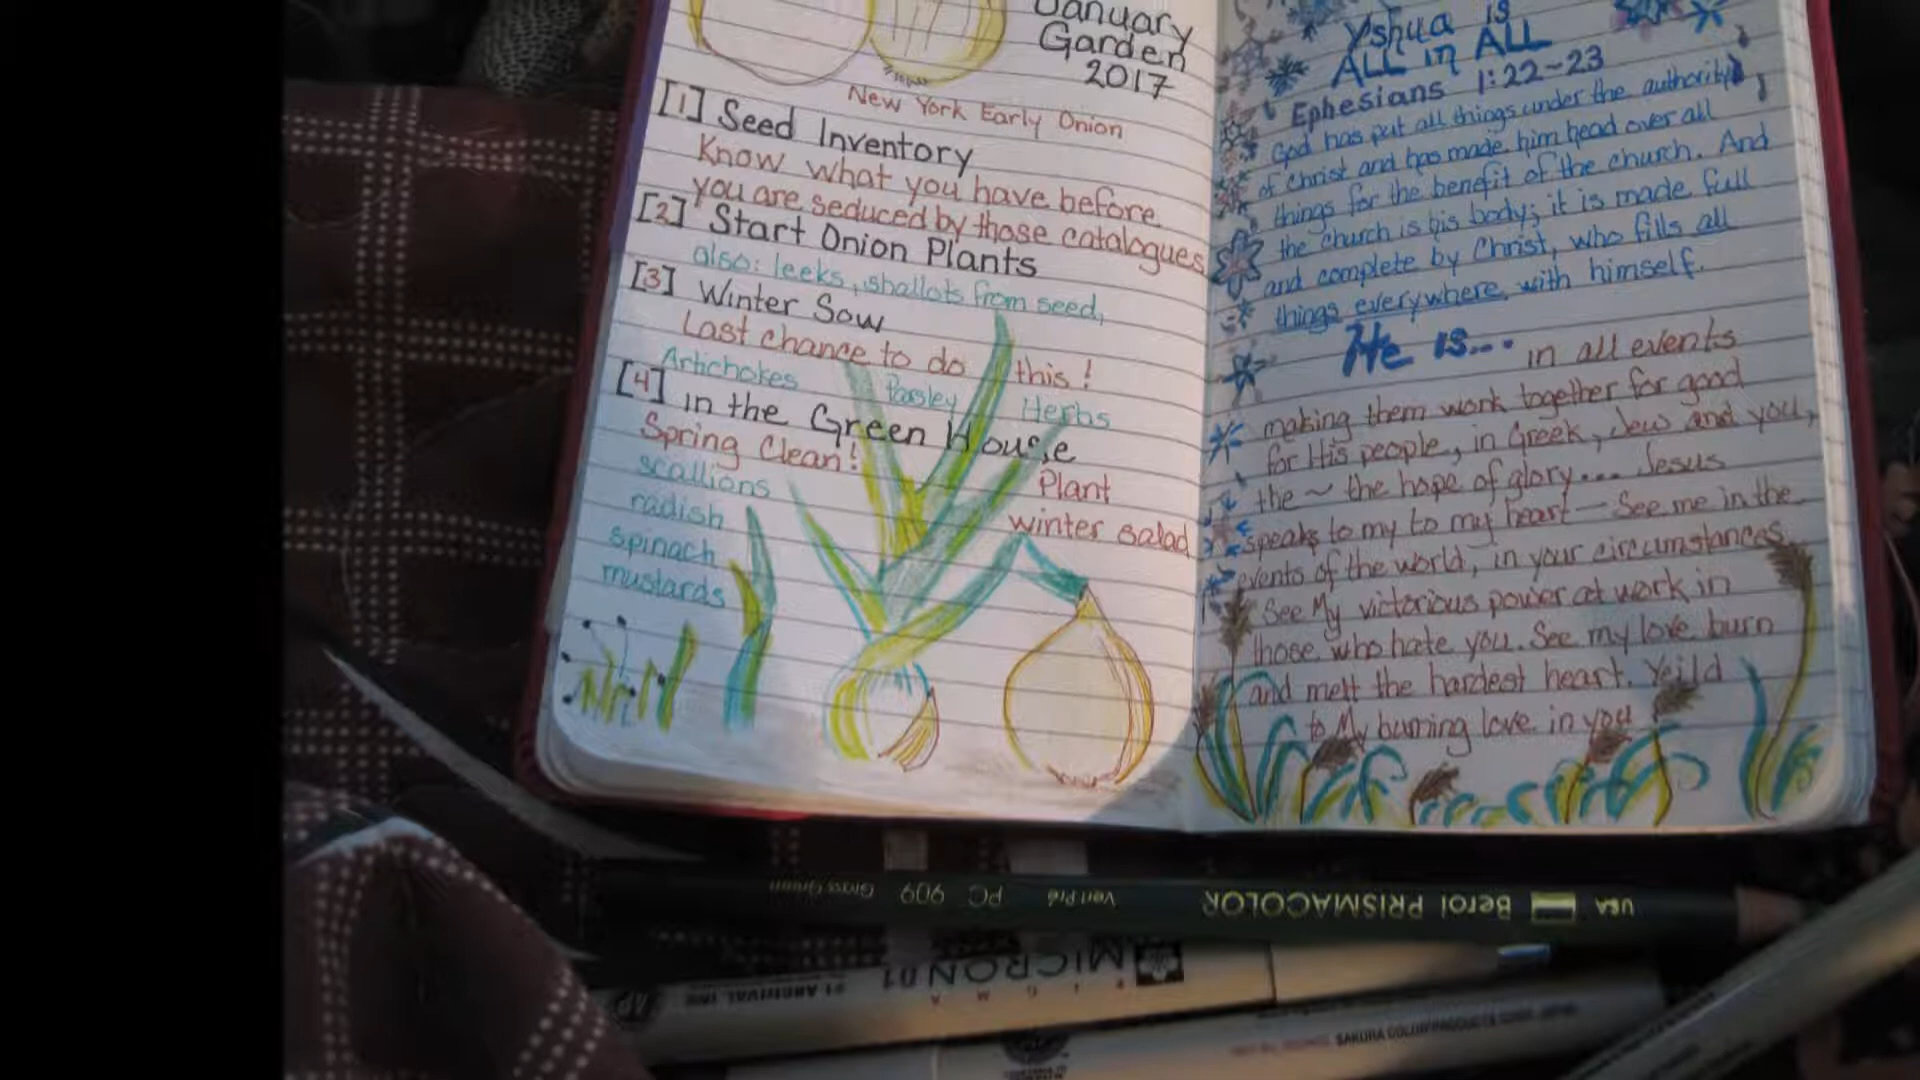 January
Garden
2017
New York Early Onion
[1] Seed Inventory
Know what you have before
you are seduced by those catalogues
[2] Start Onion Plants
also: leeks, shallots from seed,
[3] Winter Sow
Last chance to do this!
Artichokes Parsley Herbs
[4] in the Green House
Spring Clean!
Plant
winter salad
scallions
radish
spinach
mustards
Yshua is
ALL in ALL
Ephesians 1:22-23
God has put all things under the authority
of Christ and has made him head over all
things for the benefit of the church. And
the church is his body; it is made full
and complete by Christ, who fills all
things everywhere with himself.
He is... in all events
making them work together for good
for His people, in Greek, Jew and you,
the ~ the hope of glory.... Jesus
speaks to my to my heart — See me in the
events of the world, in your circumstances.
See My victorious power at work in
those who hate you. See my love burn
and melt the hardest heart. Yeild
to My burning love in you
USA Berol PRISMACOLOR Verithin PC 909 Grass Green
PIGMA
MICRON 01
ARCHIVAL INK
SAKURA COLOR PRODUCTS CORP. JAPAN